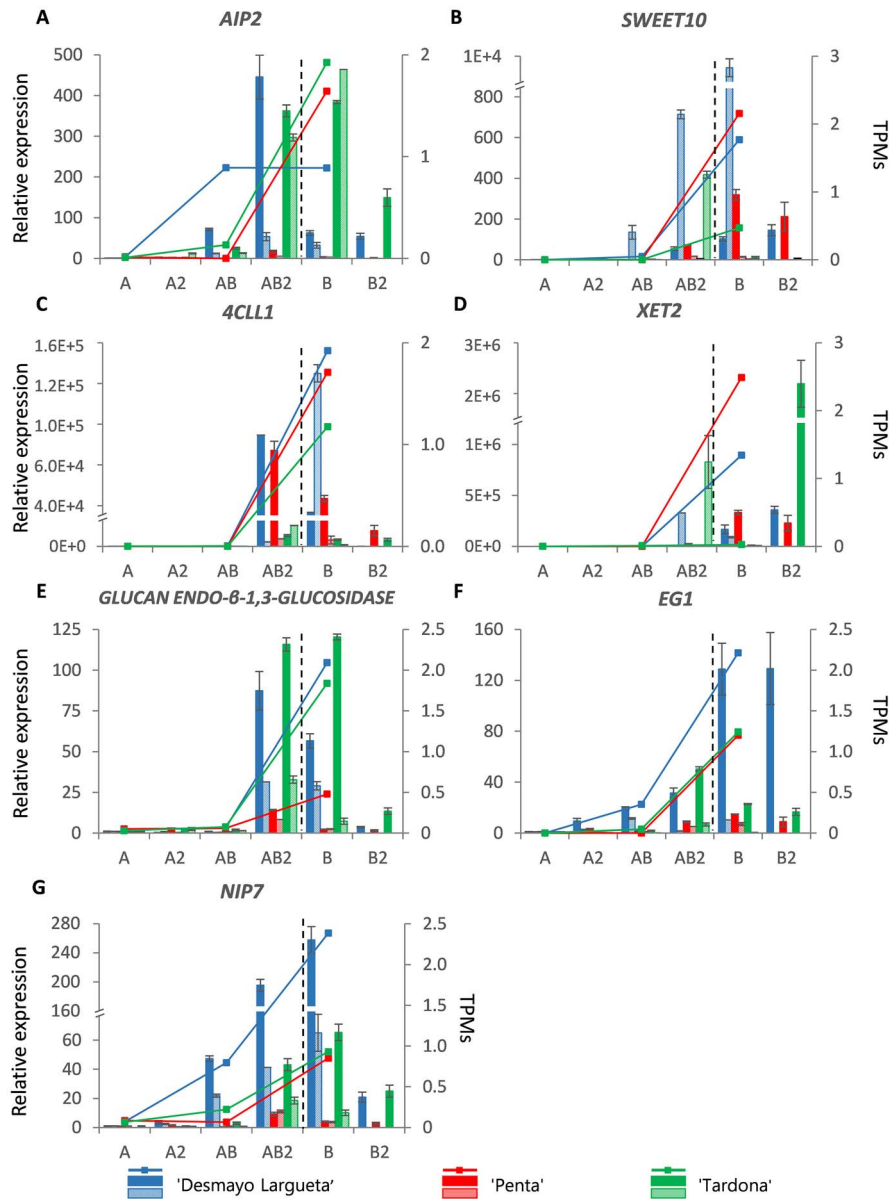 A
AIP2
Relative expression
500
400
300
200
100
0
2
1
0
A A2 AB AB2 B B2
B
SWEET10
1E+4
800
600
400
200
0
3
2
1
0
TPMs
A A2 AB AB2 B B2
C
4CLL1
Relative expression
1.6E+5
1.2E+5
1.0E+5
6.0E+4
4.0E+4
0E+0
2
1.0
0.0
A A2 AB AB2 B B2
D
XET2
3E+6
2E+6
1E+6
5E+5
0E+0
3
2
1
0
TPMs
A A2 AB AB2 B B2
E
GLUCAN ENDO-β-1,3-GLUCOSIDASE
Relative expression
125
100
75
50
25
0
2.5
2.0
1.5
1.0
0.5
0
A A2 AB AB2 B B2
F
EG1
160
120
80
40
0
2.5
2.0
1.5
1.0
0.5
0
TPMs
A A2 AB AB2 B B2
G
NIP7
Relative expression
280
240
200
160
60
40
20
0
2.5
2.0
1.5
1.0
0.5
0
TPMs
A A2 AB AB2 B B2
'Desmayo Largueta' 'Penta' 'Tardona'